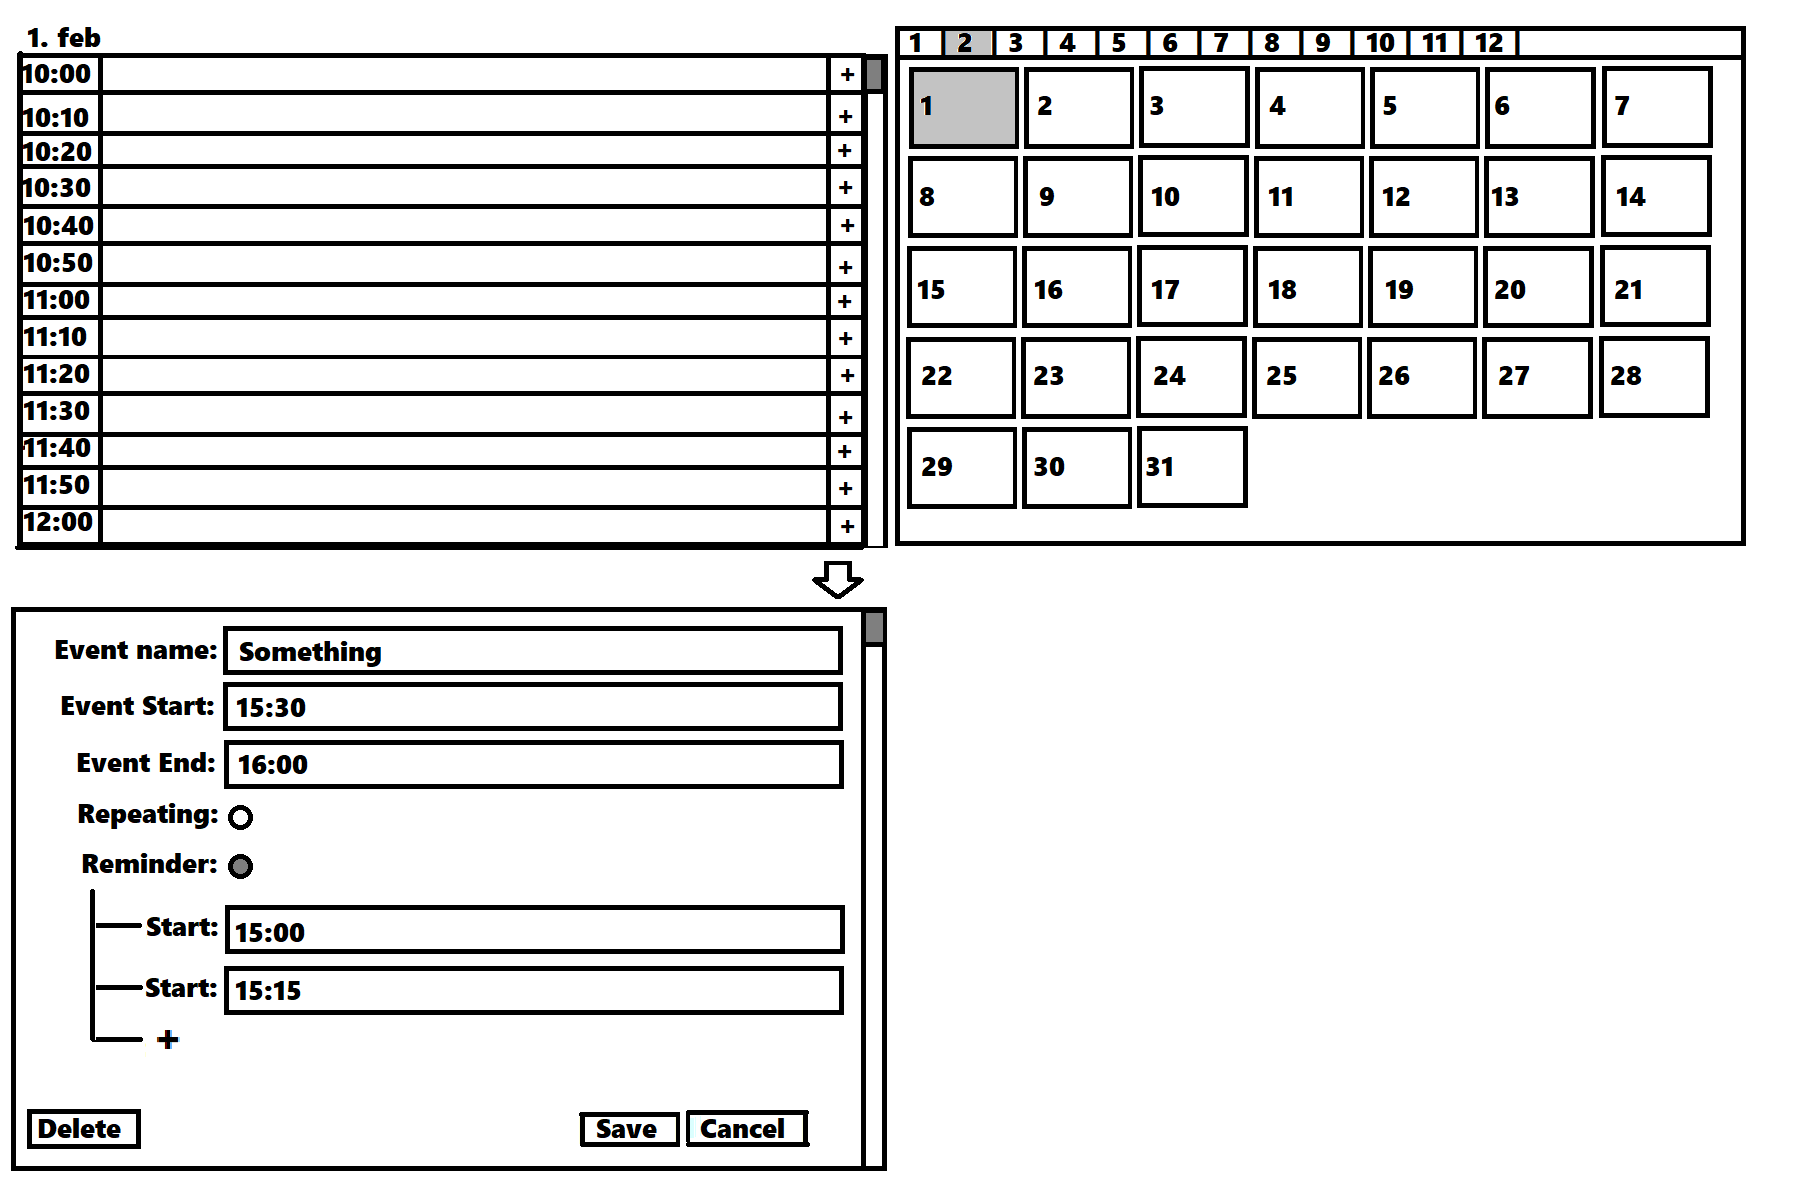 1. feb
10:00 +
10:10 +
10:20 +
10:30 +
10:40 +
10:50 +
11:00 +
11:10 +
11:20 +
11:30 +
11:40 +
11:50 +
12:00 +
1 2 3 4 5 6 7 8 9 10 11 12
1 2 3 4 5 6 7
8 9 10 11 12 13 14
15 16 17 18 19 20 21
22 23 24 25 26 27 28
29 30 31
Event name: Something
Event Start: 15:30
Event End: 16:00
Repeating:
Reminder:
Start: 15:00
Start: 15:15
+
Delete Save Cancel